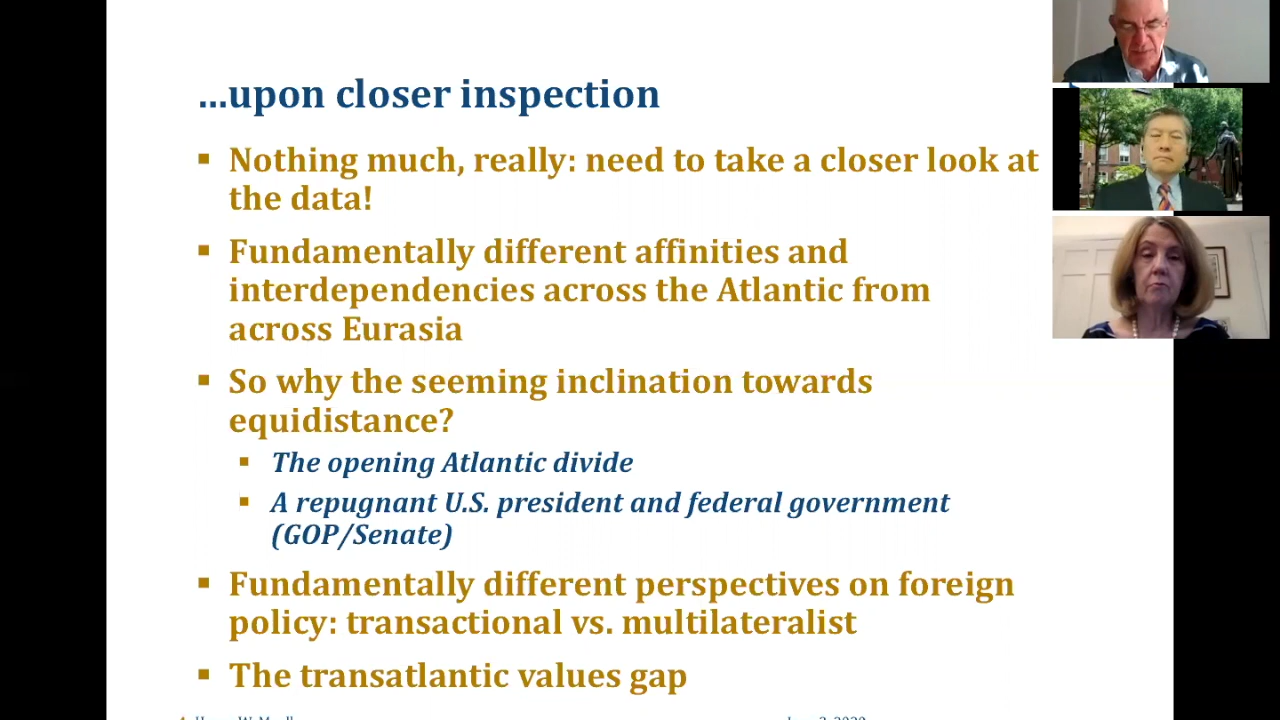 ...upon closer inspection
Nothing much, really: need to take a closer look at
the data!
Fundamentally different affinities and
interdependencies across the Atlantic from
across Eurasia
So why the seeming inclination towards
equidistance?
The opening Atlantic divide
A repugnant U.S. president and federal government
(GOP/Senate)
Fundamentally different perspectives on foreign
policy: transactional vs. multilateralist
The transatlantic values gap